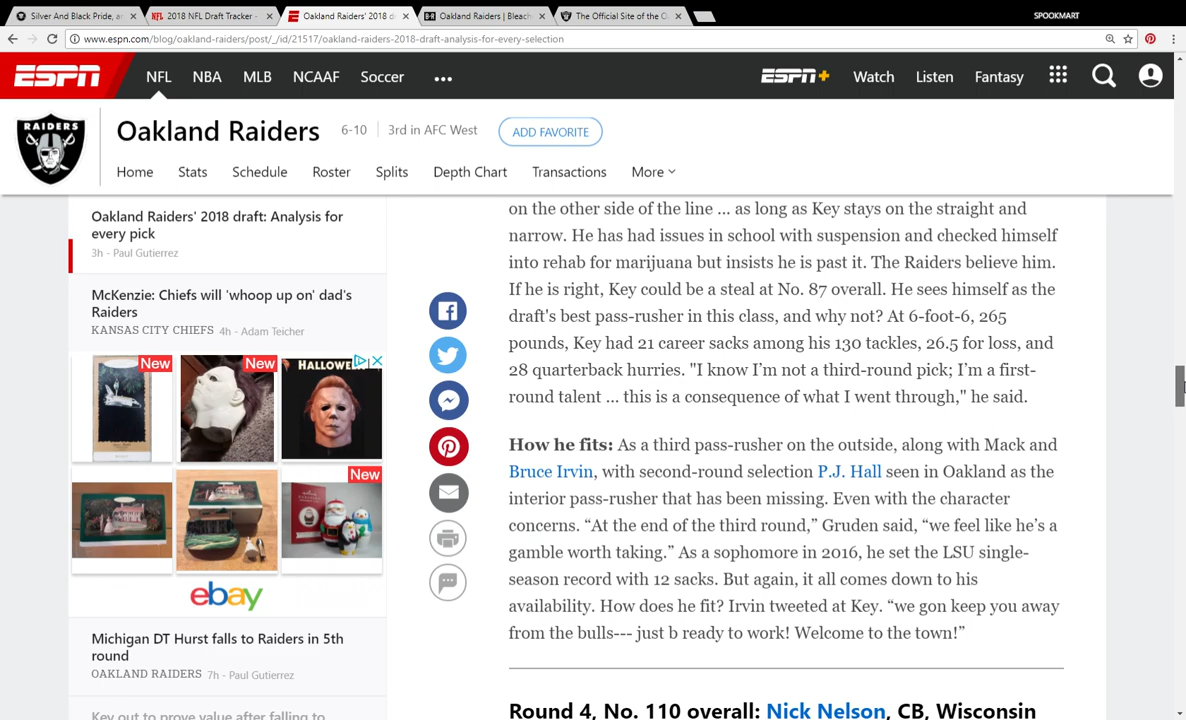 Silver And Black Pride, a
2018 NFL Draft Tracker -
Oakland Raiders' 2018 d
Oakland Raiders | Bleach
The Official Site of the O
SPOOKMART
www.espn.com/blog/oakland-raiders/post/_/id/21517/oakland-raiders-2018-draft-analysis-for-every-selection
ESPN
NFL
NBA
MLB
NCAAF
Soccer
ESPN+
Watch
Listen
Fantasy
RAIDERS
Oakland Raiders
6-10
3rd in AFC West
ADD FAVORITE
Home
Stats
Schedule
Roster
Splits
Depth Chart
Transactions
More
Oakland Raiders' 2018 draft: Analysis for
every pick
3h - Paul Gutierrez
McKenzie: Chiefs will 'whoop up on' dad's
Raiders
KANSAS CITY CHIEFS 4h - Adam Teicher
New
New
HALLOWE
New
ebay
Michigan DT Hurst falls to Raiders in 5th
round
OAKLAND RAIDERS 7h - Paul Gutierrez
Key out to prove value after falling to
on the other side of the line ... as long as Key stays on the straight and
narrow. He has had issues in school with suspension and checked himself
into rehab for marijuana but insists he is past it. The Raiders believe him.
If he is right, Key could be a steal at No. 87 overall. He sees himself as the
draft's best pass-rusher in this class, and why not? At 6-foot-6, 265
pounds, Key had 21 career sacks among his 130 tackles, 26.5 for loss, and
28 quarterback hurries. "I know I'm not a third-round pick; I'm a first-
round talent ... this is a consequence of what I went through," he said.
How he fits: As a third pass-rusher on the outside, along with Mack and
Bruce Irvin, with second-round selection P.J. Hall seen in Oakland as the
interior pass-rusher that has been missing. Even with the character
concerns. “At the end of the third round,” Gruden said, “we feel like he's a
gamble worth taking.” As a sophomore in 2016, he set the LSU single-
season record with 12 sacks. But again, it all comes down to his
availability. How does he fit? Irvin tweeted at Key. “we gon keep you away
from the bulls--- just b ready to work! Welcome to the town!”
Round 4, No. 110 overall: Nick Nelson, CB, Wisconsin